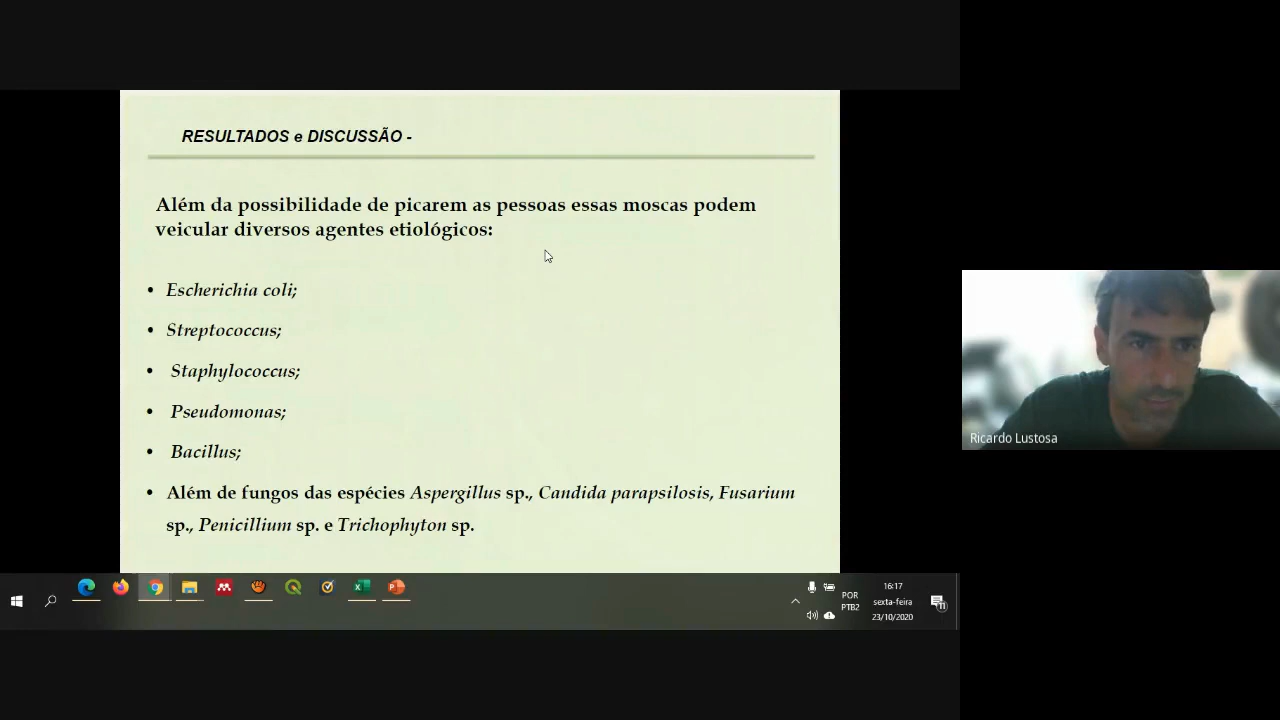 RESULTADOS e DISCUSSÃO -
Além da possibilidade de picarem as pessoas essas moscas podem
veicular diversos agentes etiológicos:
• Escherichia coli;
• Streptococcus;
• Staphylococcus;
• Pseudomonas;
• Bacillus;
• Além de fungos das espécies Aspergillus sp., Candida parapsilosis, Fusarium
sp., Penicillium sp. e Trichophyton sp.
Ricardo Lustosa
POR
PTB2
16:17
sexta-feira
23/10/2020
11